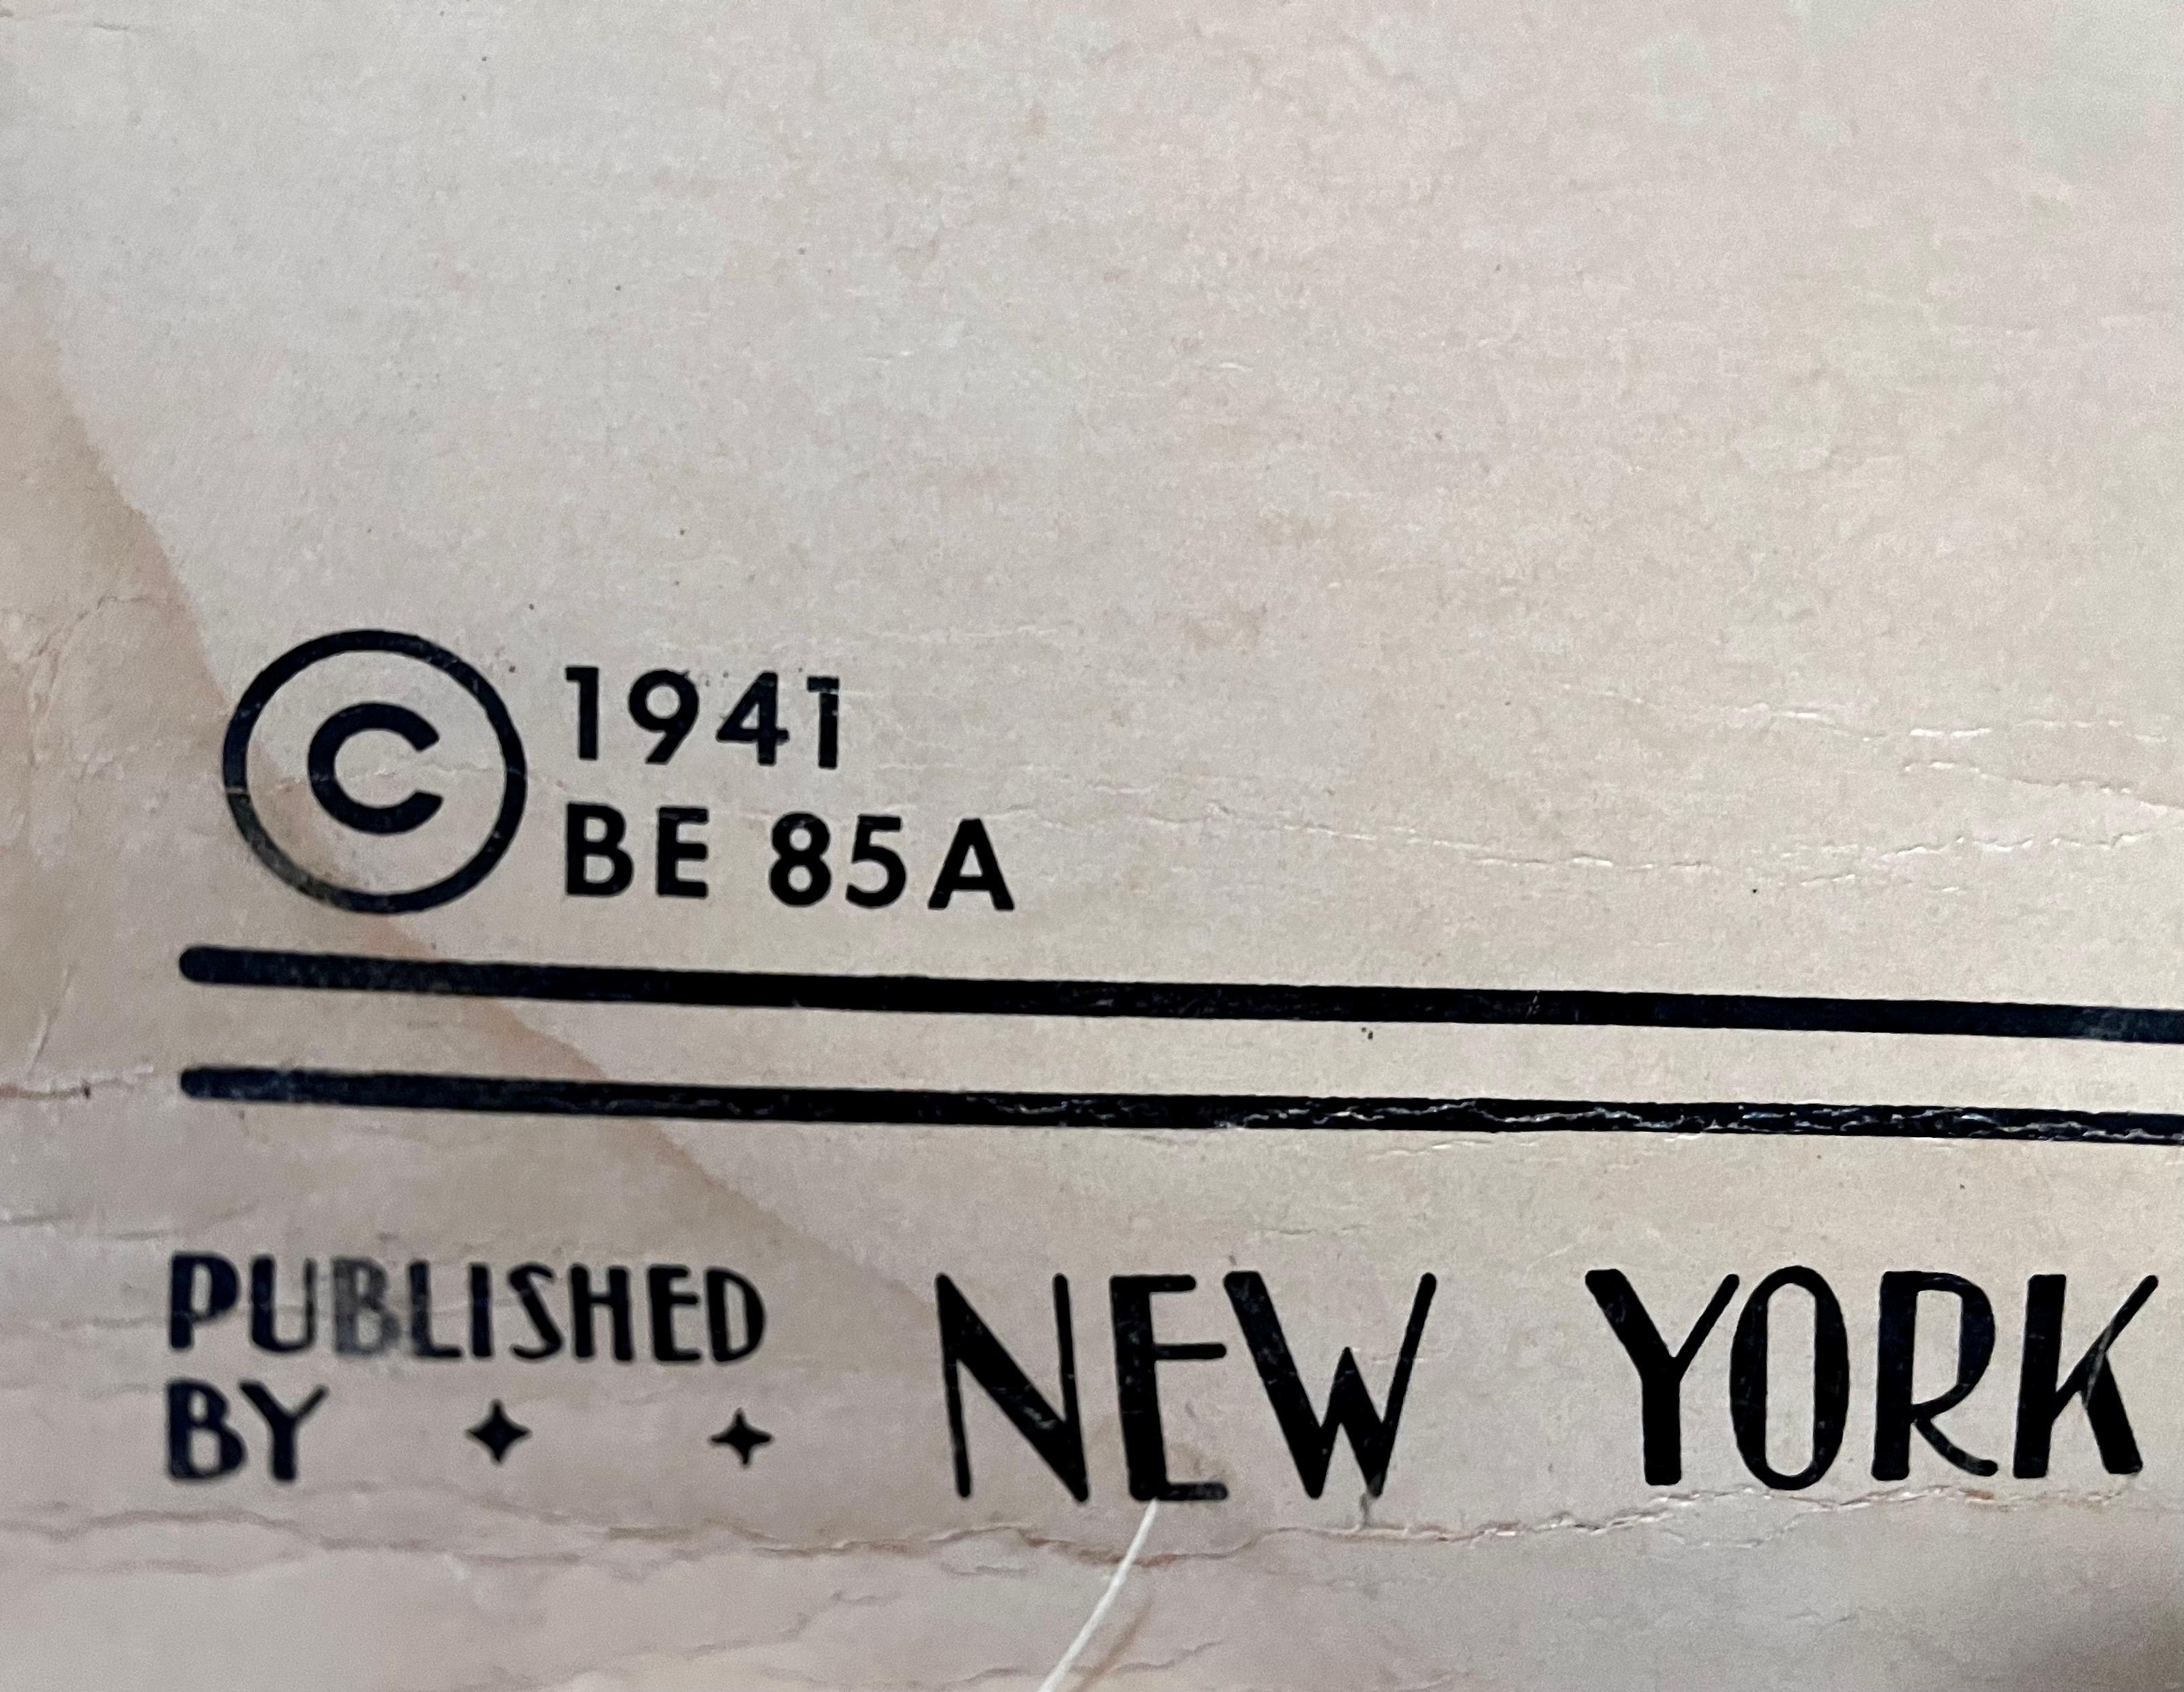 © 1941
BE 85A
PUBLISHED
BY
NEW YORK